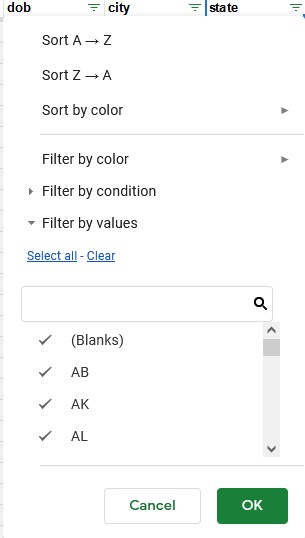 dob city state
Sort A → Z
Sort Z → A
Sort by color
Filter by color
Filter by condition
Filter by values
Select all - Clear
(Blanks)
AB
AK
AL
Cancel OK